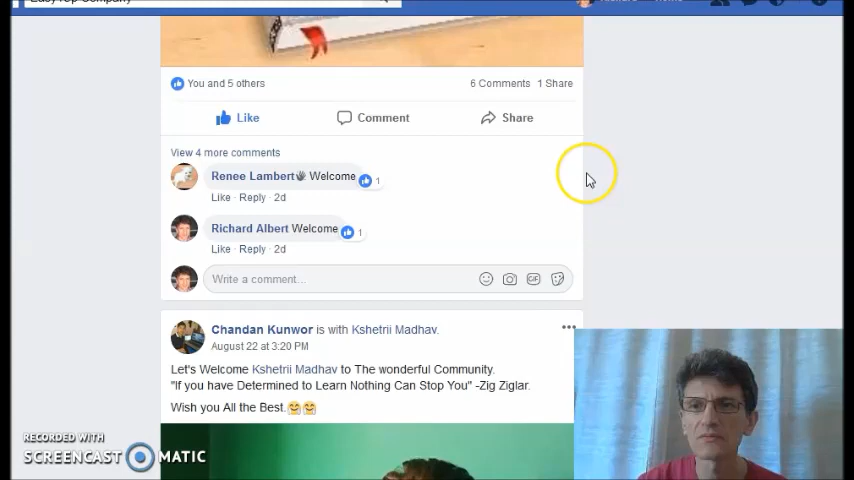 You and 5 others 6 Comments 1 Share
Like Comment Share
View 4 more comments
Renee Lambert Welcome 1
Like · Reply · 2d
Richard Albert Welcome 1
Like · Reply · 2d
Write a comment... GIF
Chandan Kunwor is with Kshetrii Madhav.
August 22 at 3:20 PM
Let's Welcome Kshetrii Madhav to The wonderful Community.
"If you have Determined to Learn Nothing Can Stop You" -Zig Ziglar.
Wish you All the Best.
RECORDED WITH
SCREENCAST MATIC